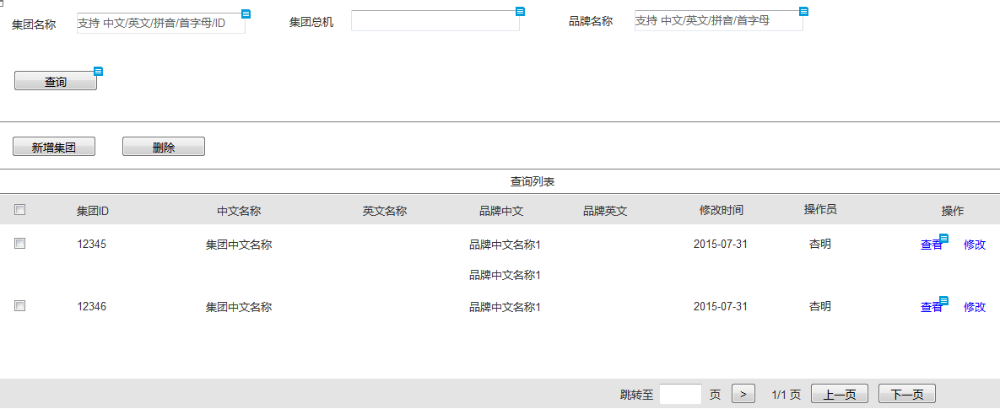 集团名称 支持 中文/英文/拼音/首字母/ID 集团总机 品牌名称 支持 中文/英文/拼音/首字母
查询
新增集团 删除
查询列表
集团ID 中文名称 英文名称 品牌中文 品牌英文 修改时间 操作员 操作
12345 集团中文名称 品牌中文名称1 2015-07-31 杏明 查看 修改
品牌中文名称1
12346 集团中文名称 品牌中文名称1 2015-07-31 杏明 查看 修改
跳转至 页 > 1/1 页 上一页 下一页